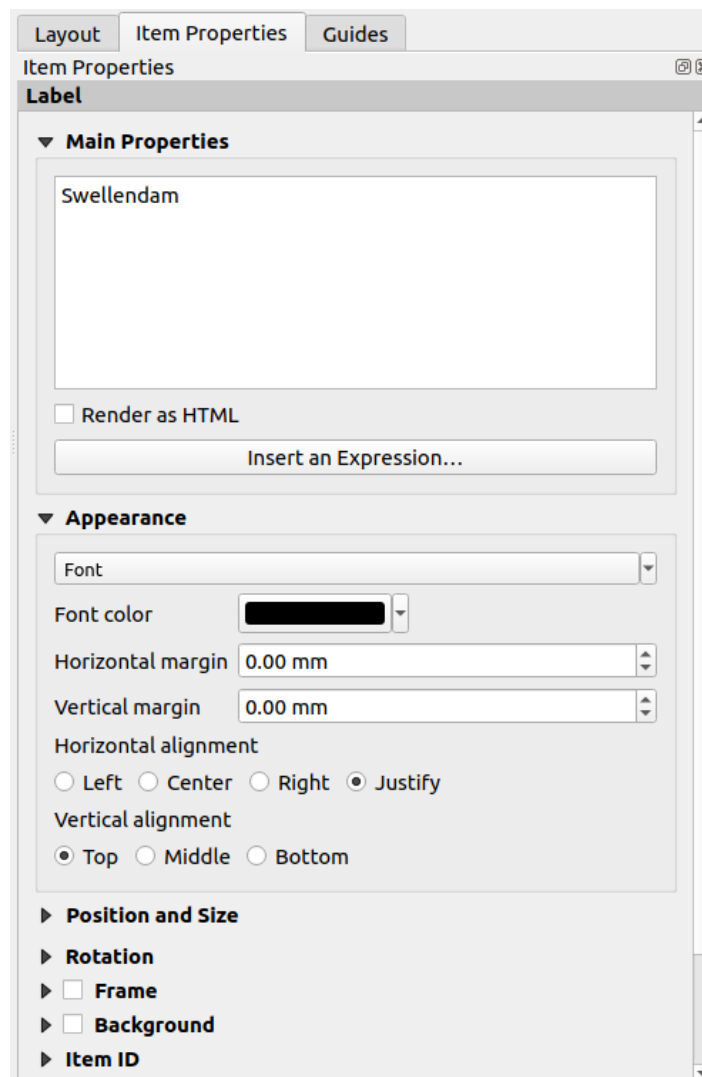 Layout Item Properties Guides
Item Properties
Label
Main Properties
Swellendam
Render as HTML
Insert an Expression...
Appearance
Font
Font color
Horizontal margin 0.00 mm
Vertical margin 0.00 mm
Horizontal alignment
Left Center Right Justify
Vertical alignment
Top Middle Bottom
Position and Size
Rotation
Frame
Background
Item ID